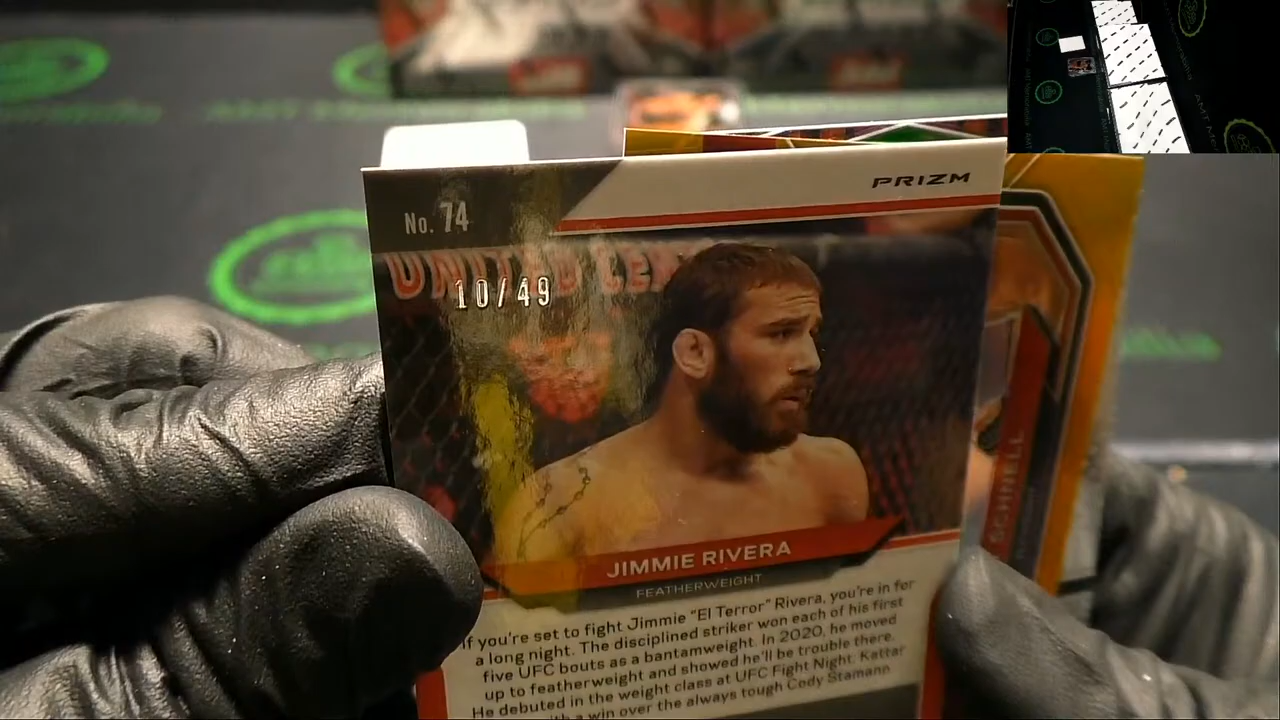 PRIZM
No. 74
UNITED
10/49
JIMMIE RIVERA
FEATHERWEIGHT
SCHNELL
If you're set to fight Jimmie "El Terror" Rivera, you're in for
a long night. The disciplined striker won each of his first
five UFC bouts as a bantamweight. In 2020, he moved
up to featherweight and showed he'll be trouble there.
He debuted in the weight class at UFC Fight Night: Kattar
with a win over the always tough Cody Stamann